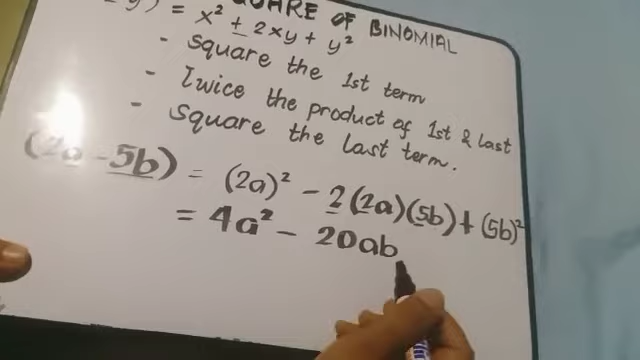 SQUARE OF BINOMIAL
y) = x² ± 2xy + y²
- Square the 1st term
- Twice the product of 1st & last
- Square the last term.
(2a - 5b) = (2a)² - 2(2a)(5b) + (5b)²
= 4a² - 20ab